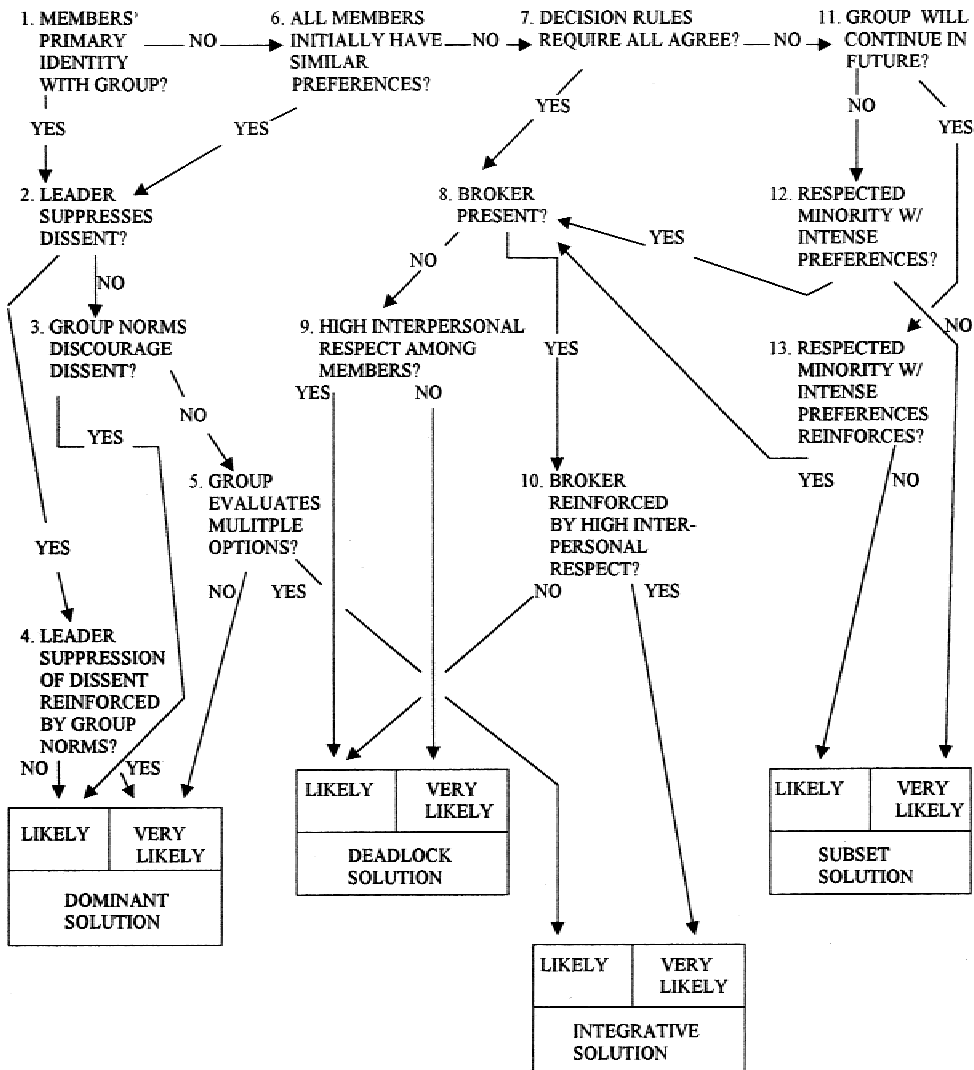 1. MEMBERS'
PRIMARY
IDENTITY
WITH GROUP?
NO
6. ALL MEMBERS
INITIALLY HAVE
SIMILAR
PREFERENCES?
NO
7. DECISION RULES
REQUIRE ALL AGREE?
NO
11. GROUP WILL
CONTINUE IN
FUTURE?
YES
YES
YES
NO
YES
2. LEADER
SUPPRESSES
DISSENT?
8. BROKER
PRESENT?
12. RESPECTED
MINORITY W/
INTENSE
PREFERENCES?
YES
NO
NO
3. GROUP NORMS
DISCOURAGE
DISSENT?
9. HIGH INTERPERSONAL
RESPECT AMONG
MEMBERS?
YES
NO
YES
NO
13. RESPECTED
MINORITY W/
INTENSE
PREFERENCES
REINFORCES?
YES
NO
YES
NO
5. GROUP
EVALUATES
MULITPLE
OPTIONS?
10. BROKER
REINFORCED
BY HIGH INTER-
PERSONAL
RESPECT?
YES
NO
YES
NO
YES
4. LEADER
SUPPRESSION
OF DISSENT
REINFORCED
BY GROUP
NORMS?
NO
YES
LIKELY
VERY
LIKELY
DOMINANT
SOLUTION
LIKELY
VERY
LIKELY
DEADLOCK
SOLUTION
LIKELY
VERY
LIKELY
SUBSET
SOLUTION
LIKELY
VERY
LIKELY
INTEGRATIVE
SOLUTION